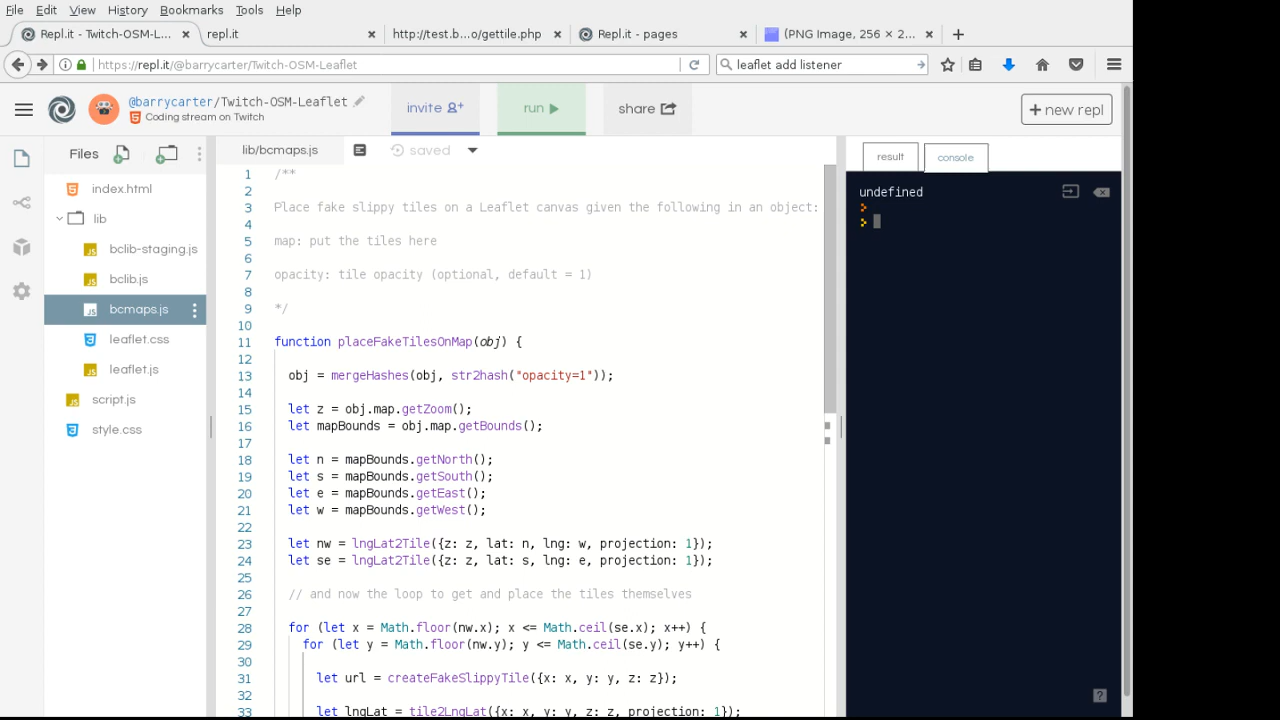 File Edit View History Bookmarks Tools Help
Repl.it - Twitch-OSM-L... × repl.it × http://test.b...o/gettile.php × Repl.it - pages × (PNG Image, 256 × 2... × +
https://repl.it/@barrycarter/Twitch-OSM-Leaflet
leaflet add listener
@barrycarter/Twitch-OSM-Leaflet
Coding stream on Twitch
invite
run
share
+ new repl
Files
index.html
lib
bclib-staging.js
bclib.js
bcmaps.js
leaflet.css
leaflet.js
script.js
style.css
lib/bcmaps.js
saved
1 /**
2
3 Place fake slippy tiles on a Leaflet canvas given the following in an object:
4
5 map: put the tiles here
6
7 opacity: tile opacity (optional, default = 1)
8
9 */
10
11 function placeFakeTilesOnMap(obj) {
12
13 obj = mergeHashes(obj, str2hash("opacity=1"));
14
15 let z = obj.map.getZoom();
16 let mapBounds = obj.map.getBounds();
17
18 let n = mapBounds.getNorth();
19 let s = mapBounds.getSouth();
20 let e = mapBounds.getEast();
21 let w = mapBounds.getWest();
22
23 let nw = lngLat2Tile({z: z, lat: n, lng: w, projection: 1});
24 let se = lngLat2Tile({z: z, lat: s, lng: e, projection: 1});
25
26 // and now the loop to get and place the tiles themselves
27
28 for (let x = Math.floor(nw.x); x <= Math.ceil(se.x); x++) {
29 for (let y = Math.floor(nw.y); y <= Math.ceil(se.y); y++) {
30
31 let url = createFakeSlippyTile({x: x, y: y, z: z});
32
33 let lngLat = tile2LngLat({x: x, y: y, z: z, projection: 1});
result
console
undefined
>
>
?